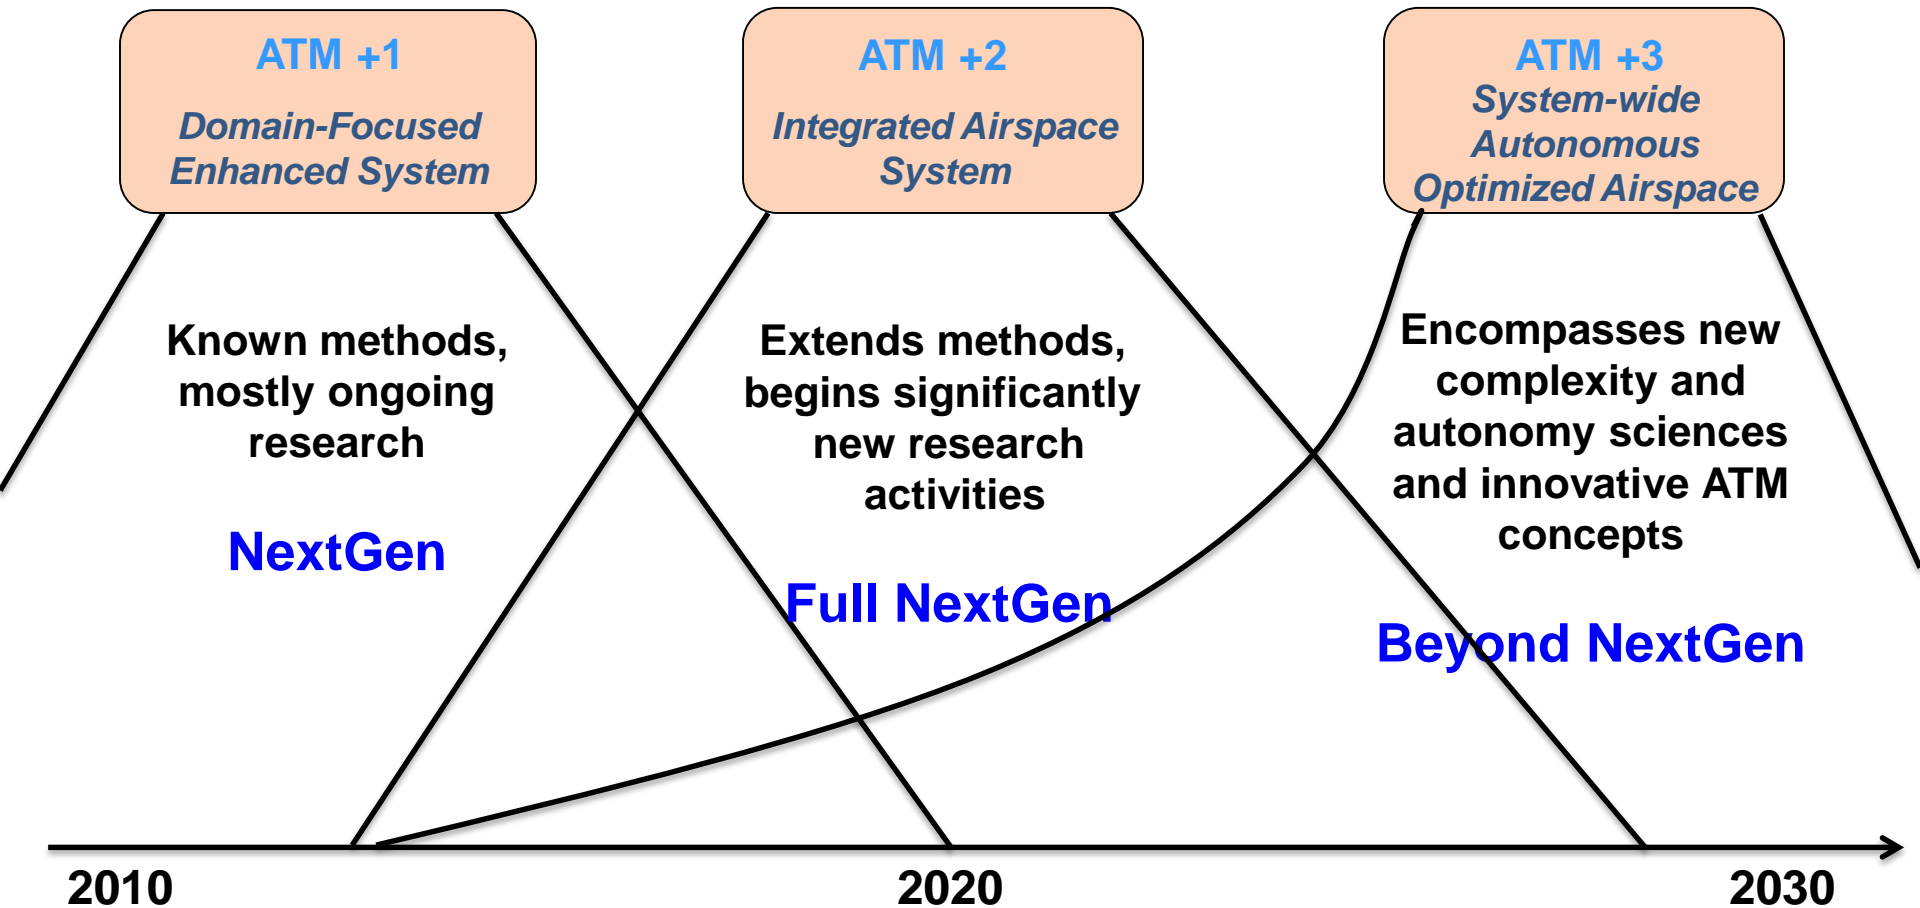 ATM +1
Domain-Focused
Enhanced System
ATM +2
Integrated Airspace
System
ATM +3
System-wide
Autonomous
Optimized Airspace
Known methods,
mostly ongoing
research
NextGen
Extends methods,
begins significantly
new research
activities
Full NextGen
Encompasses new
complexity and
autonomy sciences
and innovative ATM
concepts
Beyond NextGen
2010
2020
2030